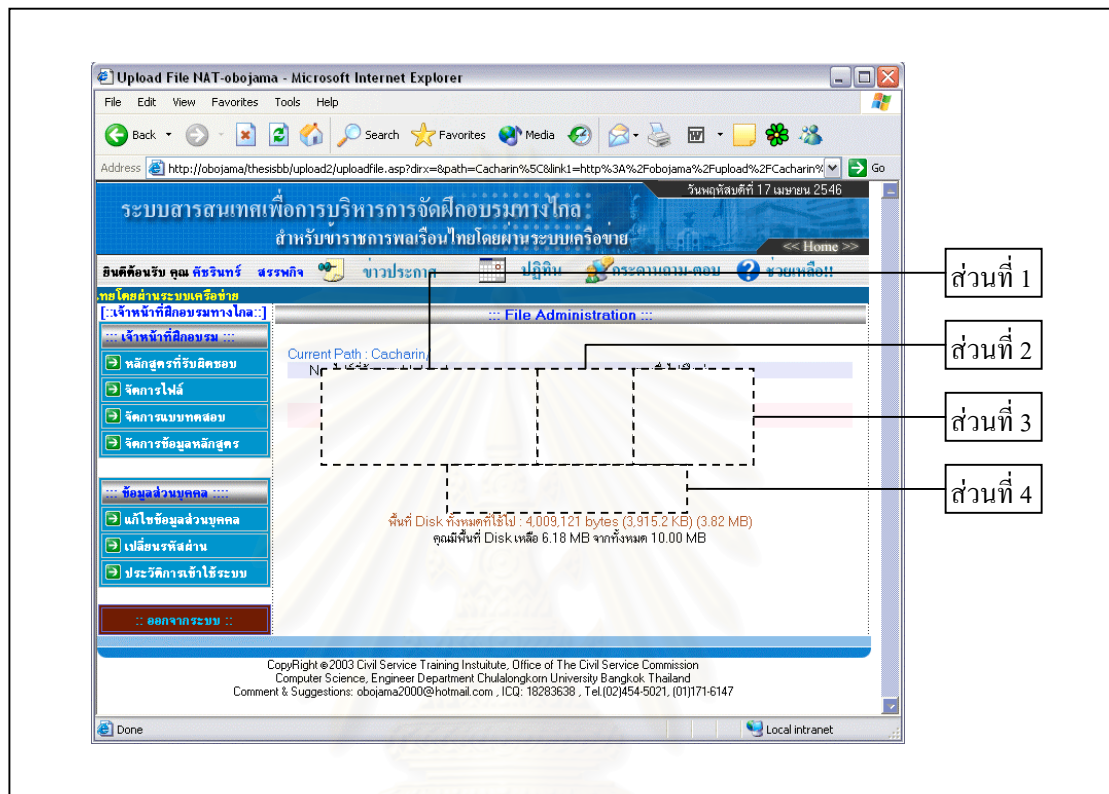 Upload File NAT-obojama - Microsoft Internet Explorer
File Edit View Favorites Tools Help
Back Search Favorites Media
Address http://obojama/thesisbb/upload2/uploadfile.asp?dirx=&path=Cacharin%5C&link1=http%3A%2Fobojama%2Fupload%2FCacharin% Go
วันพฤหัสบดีที่ 17 เมษายน 2546
ระบบสารสนเทศเพื่อการบริหารการจัดฝึกอบรมทางไกล
สำหรับข้าราชการพลเรือนไทยโดยผ่านระบบเครือข่าย
<< Home >>
ยินดีต้อนรับ คุณ คัชรินทร์ สรรพกิจ ข่าวประกาศ ปฏิทิน กระดานถาม-ตอบ ช่วยเหลือ!!
ทยโดยผ่านระบบเครือข่าย
[::เจ้าหน้าที่ฝึกอบรมทางไกล::]
::: File Administration :::
::: เจ้าหน้าที่ฝึกอบรม :::
หลักสูตรที่รับผิดชอบ
จัดการไฟล์
จัดการแบบทดสอบ
จัดการข้อมูลหลักสูตร
Current Path : Cacharin/
::: ข้อมูลส่วนบุคคล ::::
แก้ไขข้อมูลส่วนบุคคล
เปลี่ยนรหัสผ่าน
ประวัติการเข้าใช้ระบบ
:: ออกจากระบบ ::
พื้นที่ Disk ทั้งหมดที่ใช้ไป : 4,009,121 bytes (3,915.2 KB) (3.82 MB)
คุณมีพื้นที่ Disk เหลือ 6.18 MB จากทั้งหมด 10.00 MB
CopyRight ©2003 Civil Service Training Instuitute, Office of The Civil Service Commission
Computer Science, Engineer Department Chulalongkorn University Bangkok Thailand
Comment & Suggestions: obojama2000@hotmail.com , ICQ: 18283638 , Tel.(02)454-5021, (01)171-6147
Done Local intranet
ส่วนที่ 1
ส่วนที่ 2
ส่วนที่ 3
ส่วนที่ 4